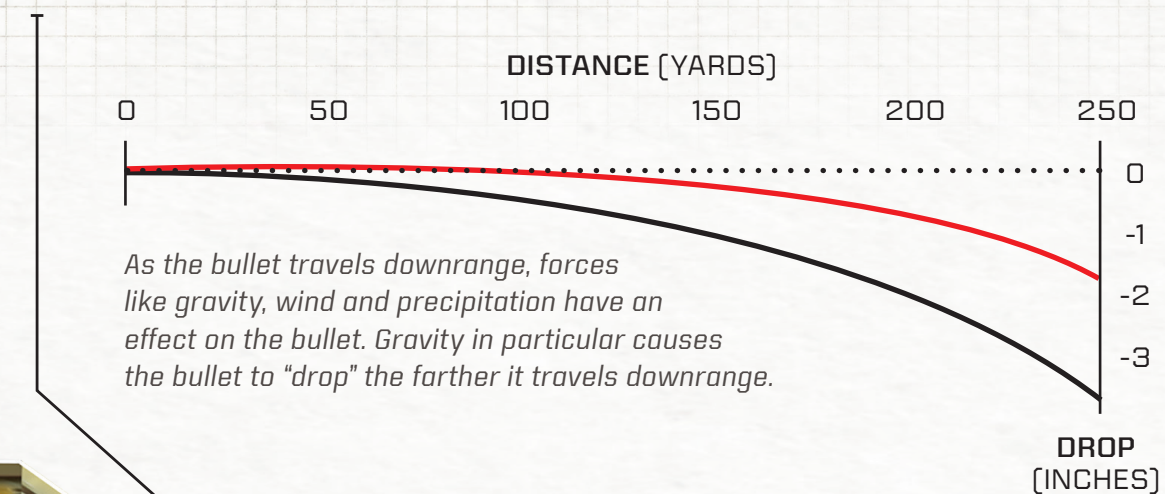 DISTANCE (YARDS)
0 50 100 150 200 250
0
-1
-2
-3
As the bullet travels downrange, forces
like gravity, wind and precipitation have an
effect on the bullet. Gravity in particular causes
the bullet to “drop” the farther it travels downrange.
DROP
(INCHES)